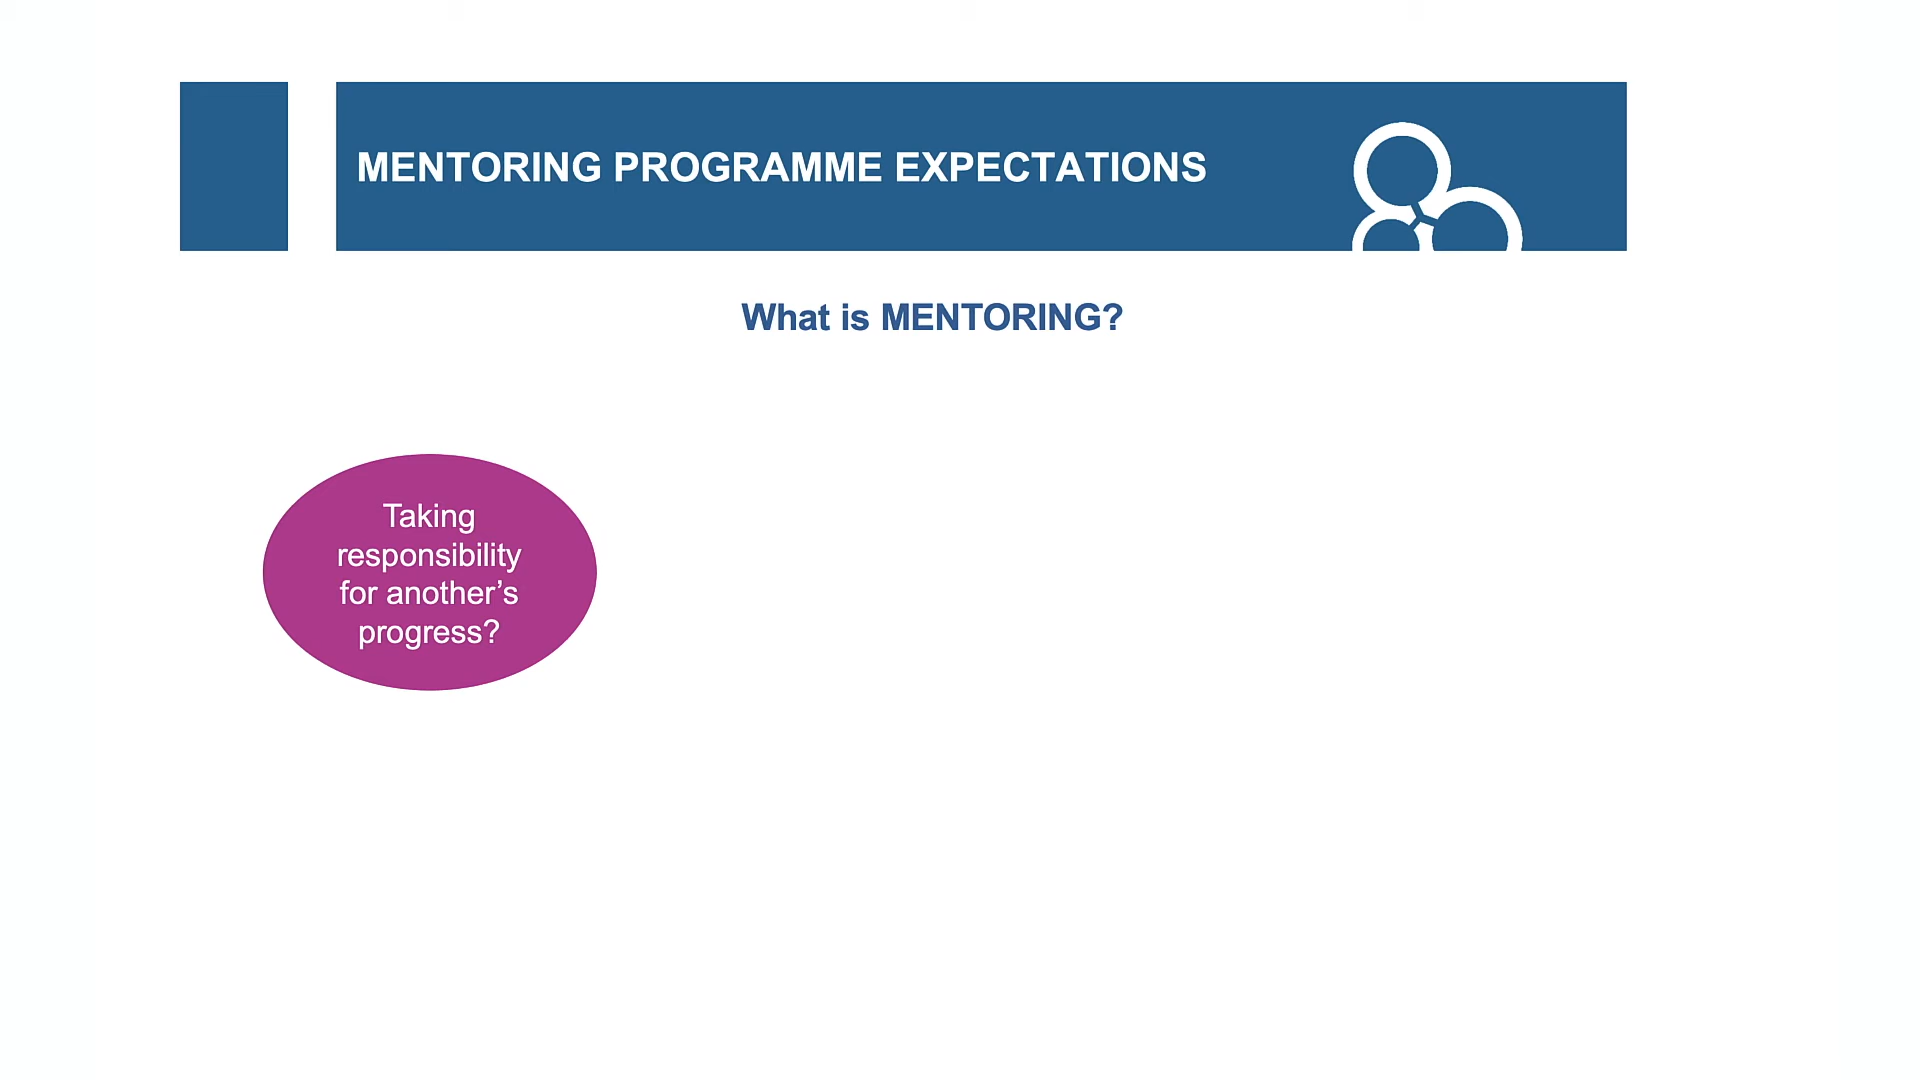 MENTORING PROGRAMME EXPECTATIONS
What is MENTORING?
Taking
responsibility
for another’s
progress?